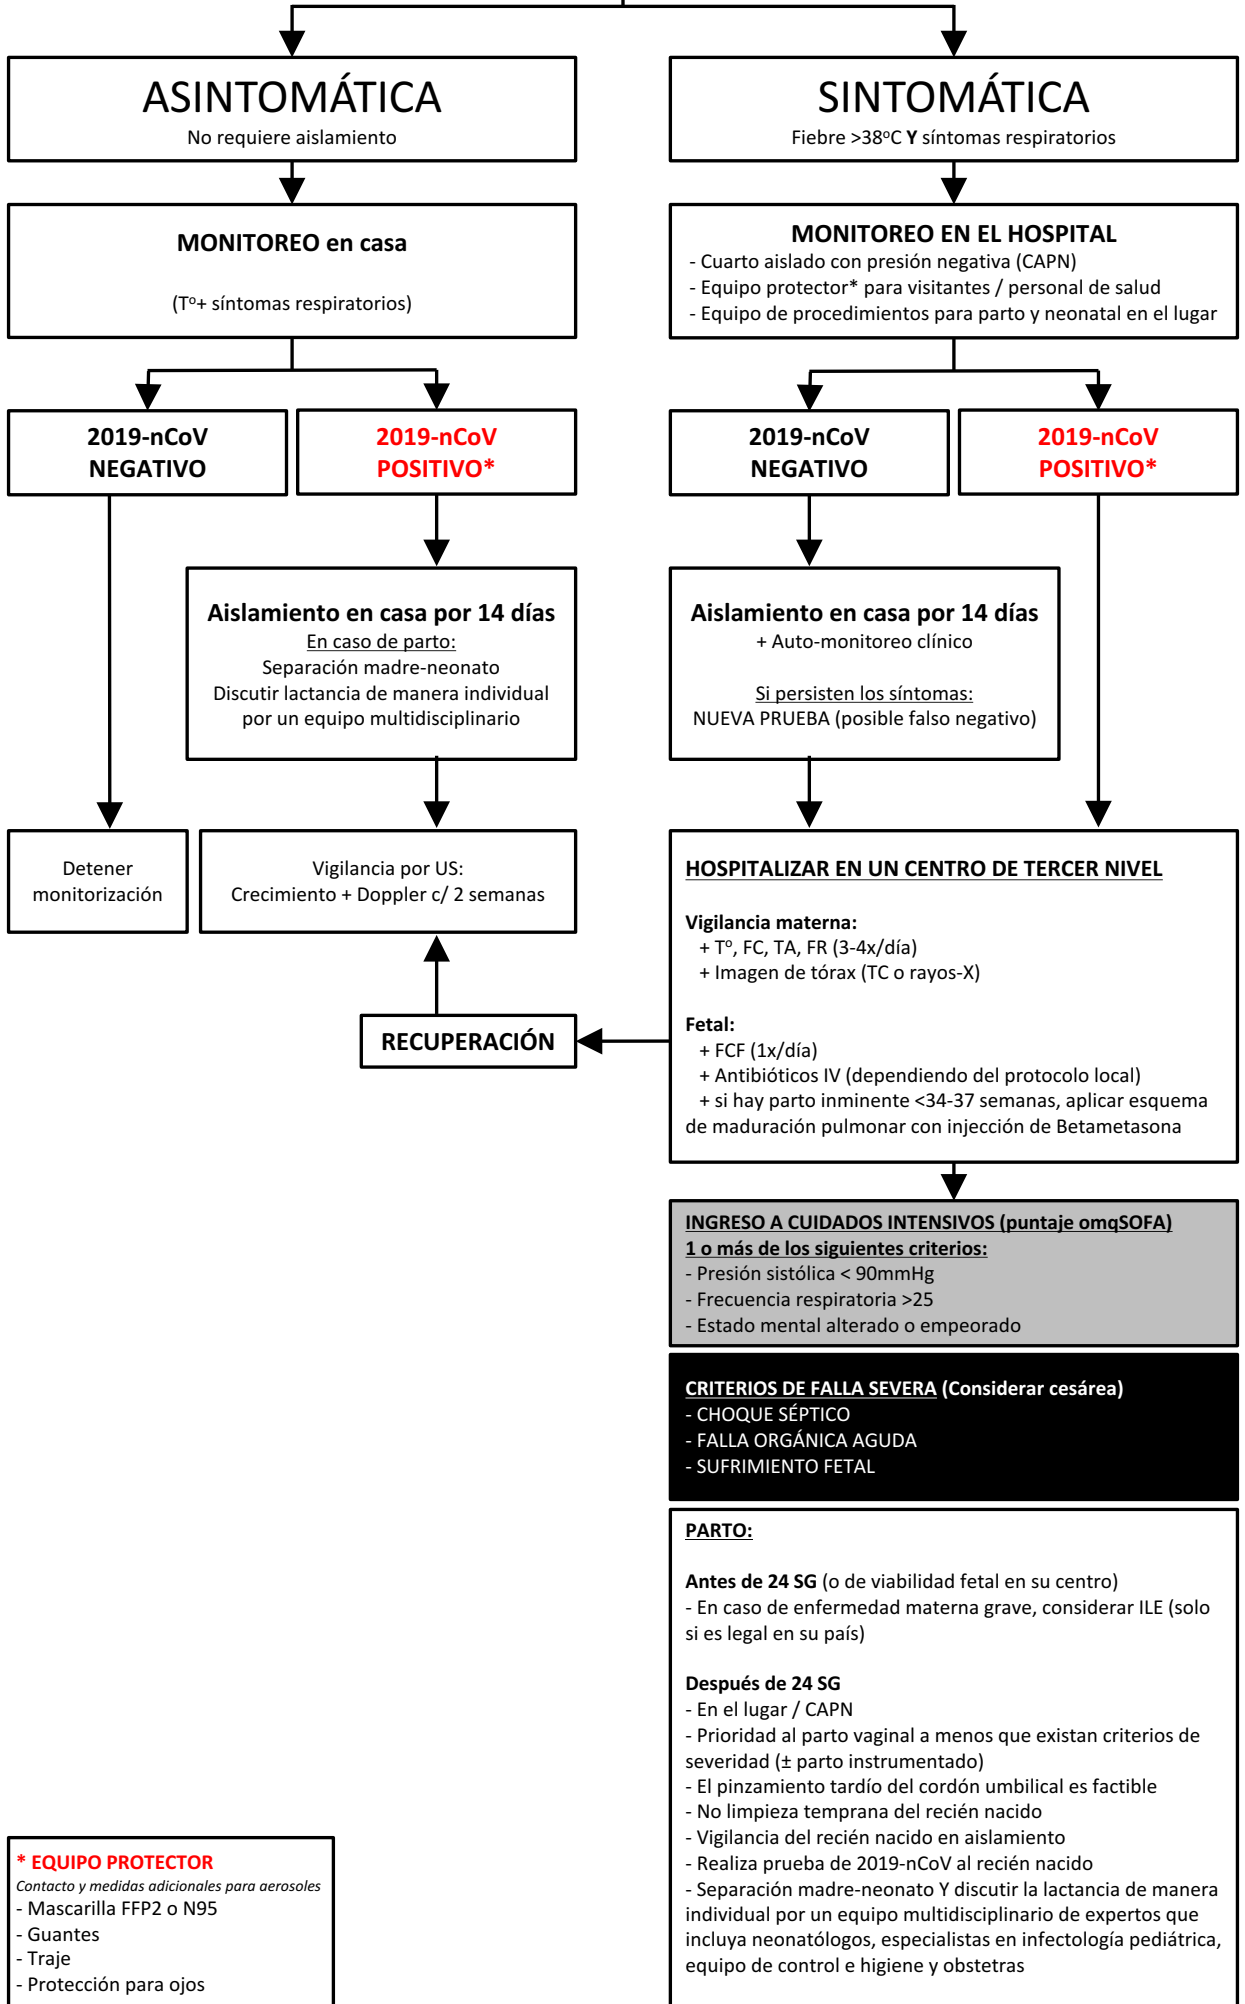 ASINTOMÁTICA
No requiere aislamiento
SINTOMÁTICA
Fiebre >38ºC Y síntomas respiratorios
MONITOREO en casa
(Tº+ síntomas respiratorios)
MONITOREO EN EL HOSPITAL
- Cuarto aislado con presión negativa (CAPN)
- Equipo protector* para visitantes / personal de salud
- Equipo de procedimientos para parto y neonatal en el lugar
2019-nCoV
NEGATIVO
2019-nCoV
POSITIVO*
2019-nCoV
NEGATIVO
2019-nCoV
POSITIVO*
Aislamiento en casa por 14 días
En caso de parto:
Separación madre-neonato
Discutir lactancia de manera individual
por un equipo multidisciplinario
Aislamiento en casa por 14 días
+ Auto-monitoreo clínico
Si persisten los síntomas:
NUEVA PRUEBA (posible falso negativo)
Detener
monitorización
Vigilancia por US:
Crecimiento + Doppler c/ 2 semanas
HOSPITALIZAR EN UN CENTRO DE TERCER NIVEL
Vigilancia materna:
+ Tº, FC, TA, FR (3-4x/día)
+ Imagen de tórax (TC o rayos-X)
Fetal:
+ FCF (1x/día)
+ Antibióticos IV (dependiendo del protocolo local)
+ si hay parto inminente <34-37 semanas, aplicar esquema
de maduración pulmonar con injección de Betametasona
RECUPERACIÓN
INGRESO A CUIDADOS INTENSIVOS (puntaje omqSOFA)
1 o más de los siguientes criterios:
- Presión sistólica < 90mmHg
- Frecuencia respiratoria >25
- Estado mental alterado o empeorado
CRITERIOS DE FALLA SEVERA (Considerar cesárea)
- CHOQUE SÉPTICO
- FALLA ORGÁNICA AGUDA
- SUFRIMIENTO FETAL
PARTO:
Antes de 24 SG (o de viabilidad fetal en su centro)
- En caso de enfermedad materna grave, considerar ILE (solo
si es legal en su país)
Después de 24 SG
- En el lugar / CAPN
- Prioridad al parto vaginal a menos que existan criterios de
severidad (± parto instrumentado)
- El pinzamiento tardío del cordón umbilical es factible
- No limpieza temprana del recién nacido
- Vigilancia del recién nacido en aislamiento
- Realiza prueba de 2019-nCoV al recién nacido
- Separación madre-neonato Y discutir la lactancia de manera
individual por un equipo multidisciplinario de expertos que
incluya neonatólogos, especialistas en infectología pediátrica,
equipo de control e higiene y obstetras
* EQUIPO PROTECTOR
Contacto y medidas adicionales para aerosoles
- Mascarilla FFP2 o N95
- Guantes
- Traje
- Protección para ojos